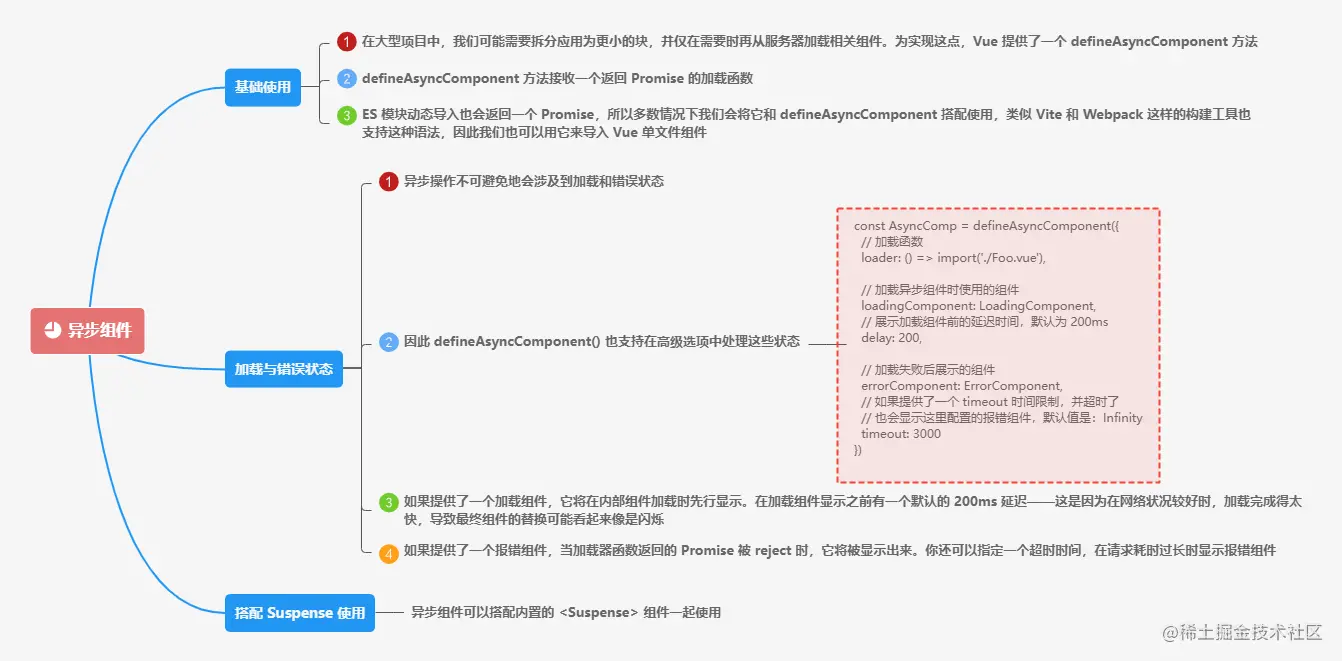 异步组件
基础使用
1 在大型项目中，我们可能需要拆分应用为更小的块，并仅在需要时再从服务器加载相关组件。为实现这点，Vue 提供了一个 defineAsyncComponent 方法
2 defineAsyncComponent 方法接收一个返回 Promise 的加载函数
3 ES 模块动态导入也会返回一个 Promise，所以多数情况下我们会将它和 defineAsyncComponent 搭配使用，类似 Vite 和 Webpack 这样的构建工具也
支持这种语法，因此我们也可以用它来导入 Vue 单文件组件
加载与错误状态
1 异步操作不可避免地会涉及到加载和错误状态
2 因此 defineAsyncComponent() 也支持在高级选项中处理这些状态
const AsyncComp = defineAsyncComponent({
// 加载函数
loader: () => import('./Foo.vue'),
// 加载异步组件时使用的组件
loadingComponent: LoadingComponent,
// 展示加载组件前的延迟时间，默认为 200ms
delay: 200,
// 加载失败后展示的组件
errorComponent: ErrorComponent,
// 如果提供了一个 timeout 时间限制，并超时了
// 也会显示这里配置的报错组件，默认值是：Infinity
timeout: 3000
})
3 如果提供了一个加载组件，它将在内部组件加载时先行显示。在加载组件显示之前有一个默认的 200ms 延迟——这是因为在网络状况较好时，加载完成得太
快，导致最终组件的替换可能看起来像是闪烁
4 如果提供了一个报错组件，当加载器函数返回的 Promise 被 reject 时，它将被显示出来。你还可以指定一个超时时间，在请求耗时过长时显示报错组件
搭配 Suspense 使用
异步组件可以搭配内置的 <Suspense> 组件一起使用
@稀土掘金技术社区